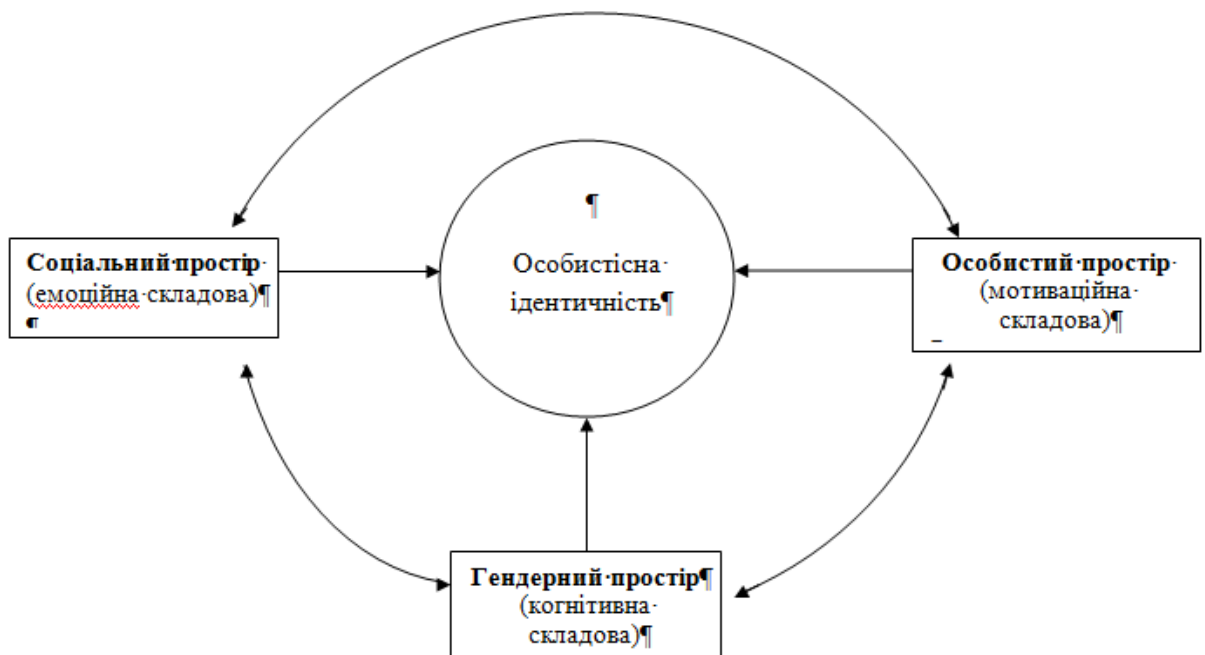 ¶
Особистісна·
ідентичність¶
Соціальний·простір·
(емоційна·складова)¶
¶
Особистий·простір·
(мотиваційна·
складова)¶
Гендерний·простір¶
(когнітивна·
складова)¶